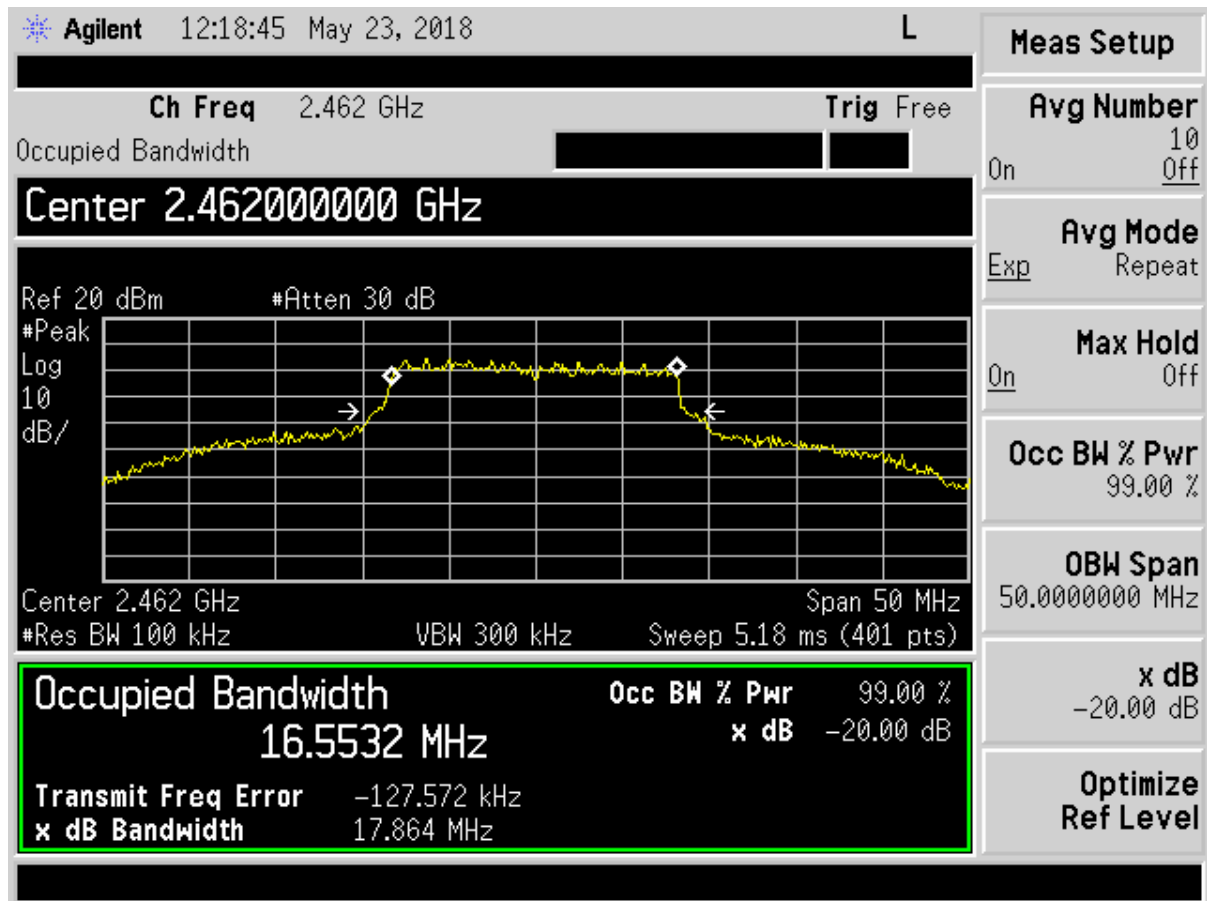 Agilent 12:18:45 May 23, 2018 L
Ch Freq 2.462 GHz Trig Free
Occupied Bandwidth
Center 2.462000000 GHz
Ref 20 dBm #Atten 30 dB
#Peak
Log
10
dB/
Center 2.462 GHz Span 50 MHz
#Res BW 100 kHz VBW 300 kHz Sweep 5.18 ms (401 pts)
Occupied Bandwidth Occ BW % Pwr 99.00 %
16.5532 MHz x dB -20.00 dB
Transmit Freq Error -127.572 kHz
x dB Bandwidth 17.864 MHz
Meas Setup
Avg Number
10
On Off
Avg Mode
Exp Repeat
Max Hold
On Off
Occ BW % Pwr
99.00 %
OBW Span
50.0000000 MHz
x dB
-20.00 dB
Optimize
Ref Level